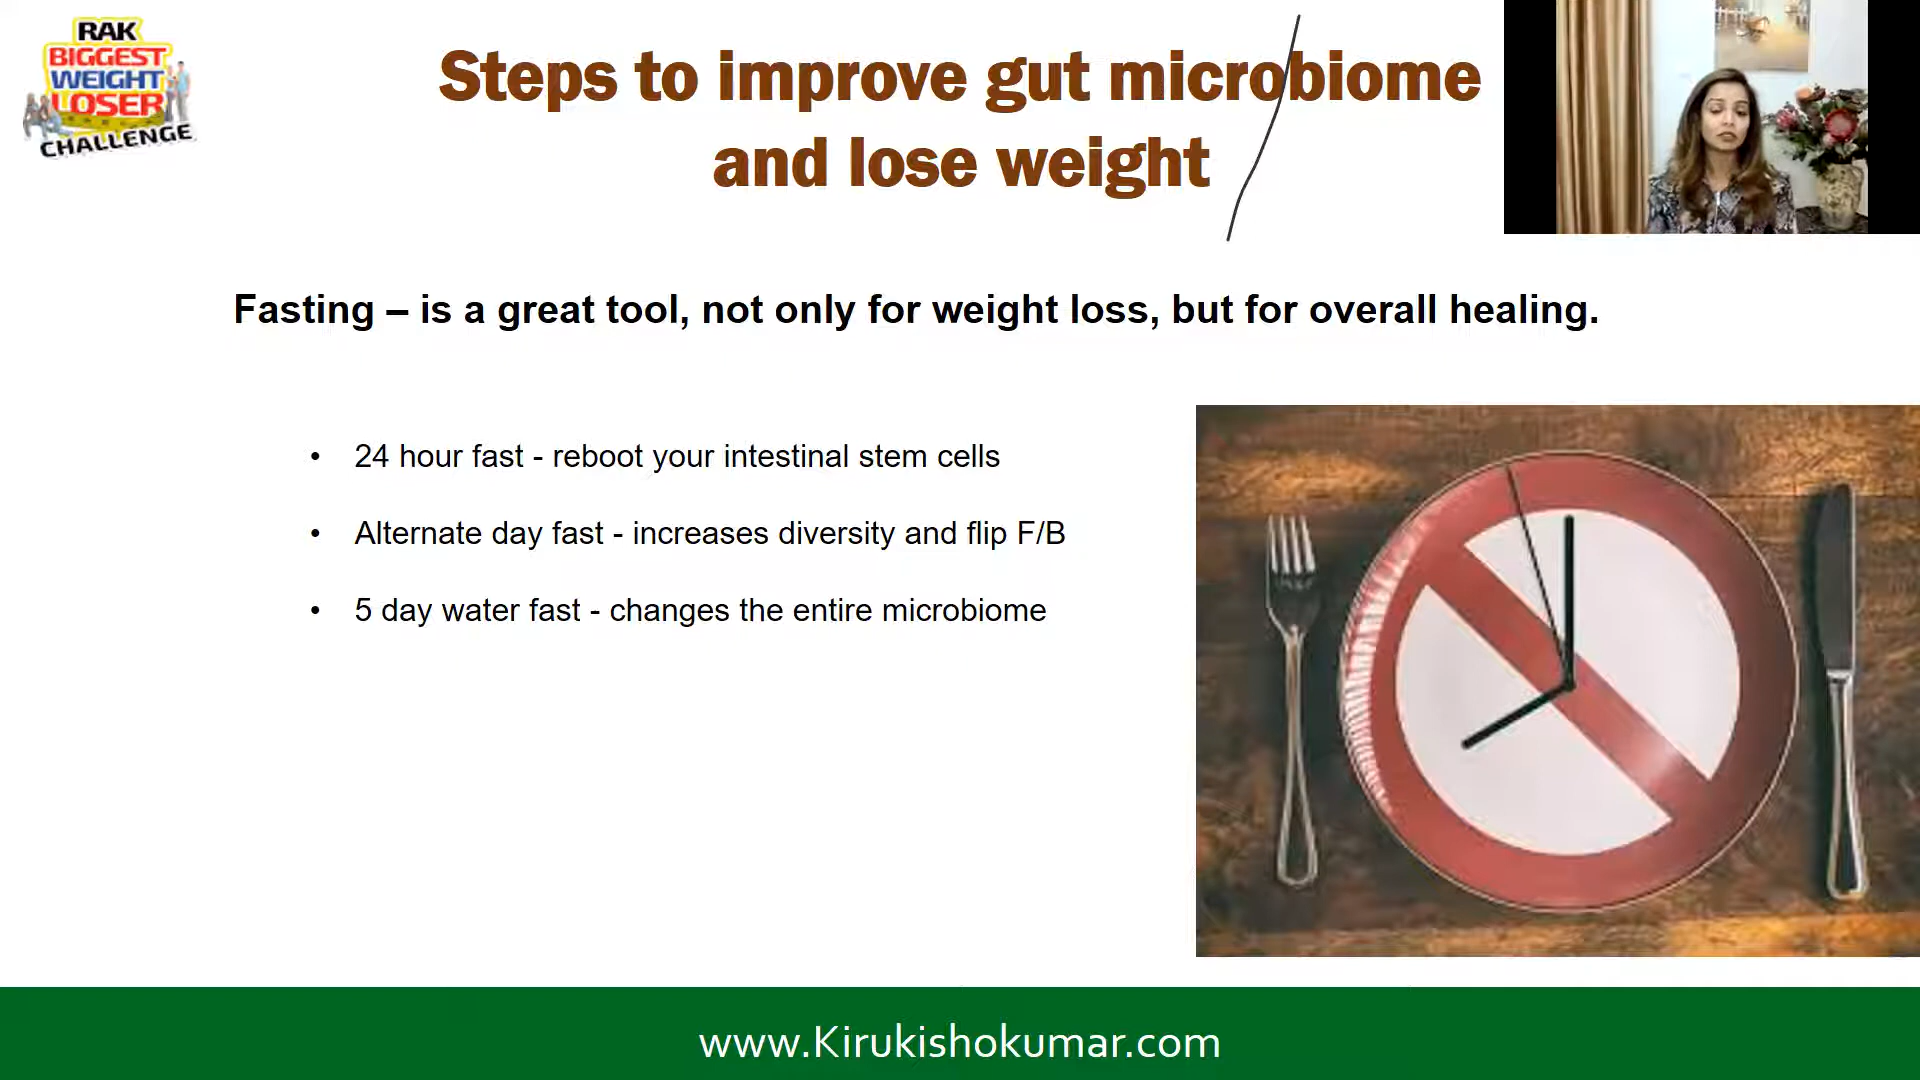 RAK
BIGGEST
WEIGHT
LOSER
CHALLENGE
Steps to improve gut microbiome
and lose weight
Fasting – is a great tool, not only for weight loss, but for overall healing.
• 24 hour fast - reboot your intestinal stem cells
• Alternate day fast - increases diversity and flip F/B
• 5 day water fast - changes the entire microbiome
www.Kirukishokumar.com